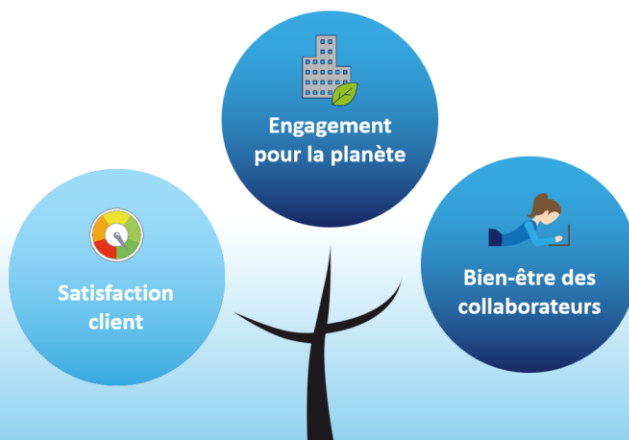 Engagement
pour la planète
Satisfaction
client
Bien-être des
collaborateurs